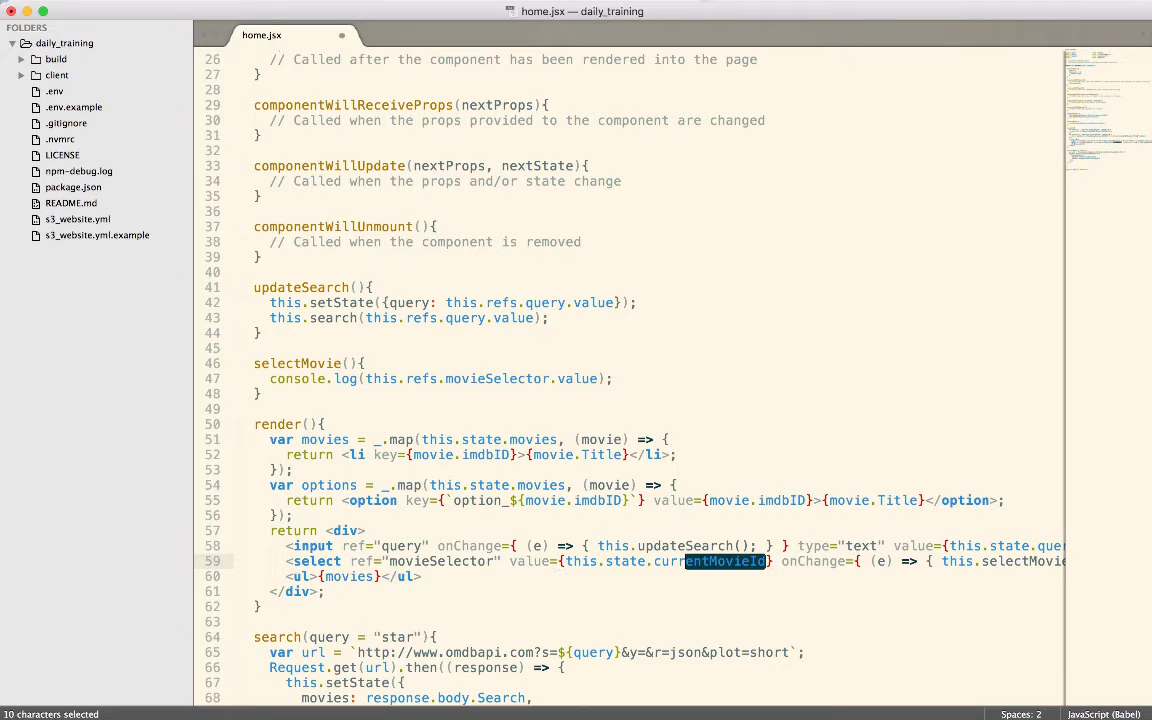 home.jsx — daily_training
FOLDERS
daily_training
build
client
.env
.env.example
.gitignore
.nvmrc
LICENSE
npm-debug.log
package.json
README.md
s3_website.yml
s3_website.yml.example
home.jsx
26 // Called after the component has been rendered into the page
27 }
28
29 componentWillReceiveProps(nextProps){
30 // Called when the props provided to the component are changed
31 }
32
33 componentWillUpdate(nextProps, nextState){
34 // Called when the props and/or state change
35 }
36
37 componentWillUnmount(){
38 // Called when the component is removed
39 }
40
41 updateSearch(){
42 this.setState({query: this.refs.query.value});
43 this.search(this.refs.query.value);
44 }
45
46 selectMovie(){
47 console.log(this.refs.movieSelector.value);
48 }
49
50 render(){
51 var movies = _.map(this.state.movies, (movie) => {
52 return <li key={movie.imdbID}>{movie.Title}</li>;
53 });
54 var options = _.map(this.state.movies, (movie) => {
55 return <option key={`option_${movie.imdbID}`} value={movie.imdbID}>{movie.Title}</option>;
56 });
57 return <div>
58 <input ref="query" onChange={ (e) => { this.updateSearch(); } } type="text" value={this.state.quer
59 <select ref="movieSelector" value={this.state.currentMovieId} onChange={ (e) => { this.selectMovie
60 <ul>{movies}</ul>
61 </div>;
62 }
63
64 search(query = "star"){
65 var url = `http://www.omdbapi.com?s=${query}&y=&r=json&plot=short`;
66 Request.get(url).then((response) => {
67 this.setState({
68 movies: response.body.Search,
10 characters selected
Spaces: 2
JavaScript (Babel)